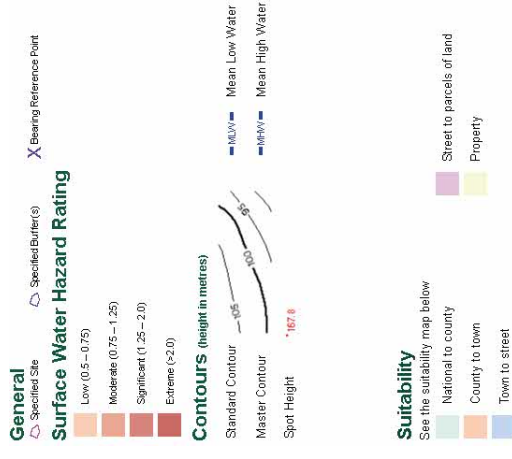 General
Specified Site
Specified Buffer(s)
X Bearing Reference Point
Surface Water Hazard Rating
Low (0.5 – 0.75)
Moderate (0.75 – 1.25)
Significant (1.25 – 2.0)
Extreme (>2.0)
Contours (height in metres)
Standard Contour
105
Master Contour
100
95
Spot Height
167.8
MLW Mean Low Water
MHW Mean High Water
Suitability
See the suitability map below
National to county
County to town
Town to street
Street to parcels of land
Property